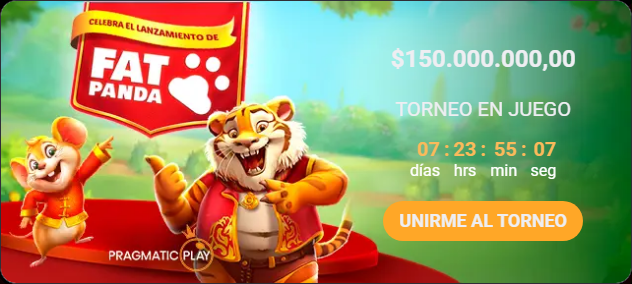 CELEBRA EL LANZAMIENTO DE
FAT
PANDA
PRAGMATIC PLAY
$150.000.000,00
TORNEO EN JUEGO
07 : 23 : 55 : 07
días hrs min seg
UNIRME AL TORNEO